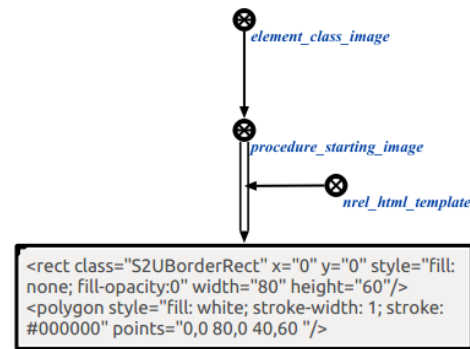 element_class_image
procedure_starting_image
nrel_html_template
<rect class="S2UBorderRect" x="0" y="0" style="fill:
none; fill-opacity:0" width="80" height="60"/>
<polygon style="fill: white; stroke-width: 1; stroke:
#000000" points="0,0 80,0 40,60 "/>